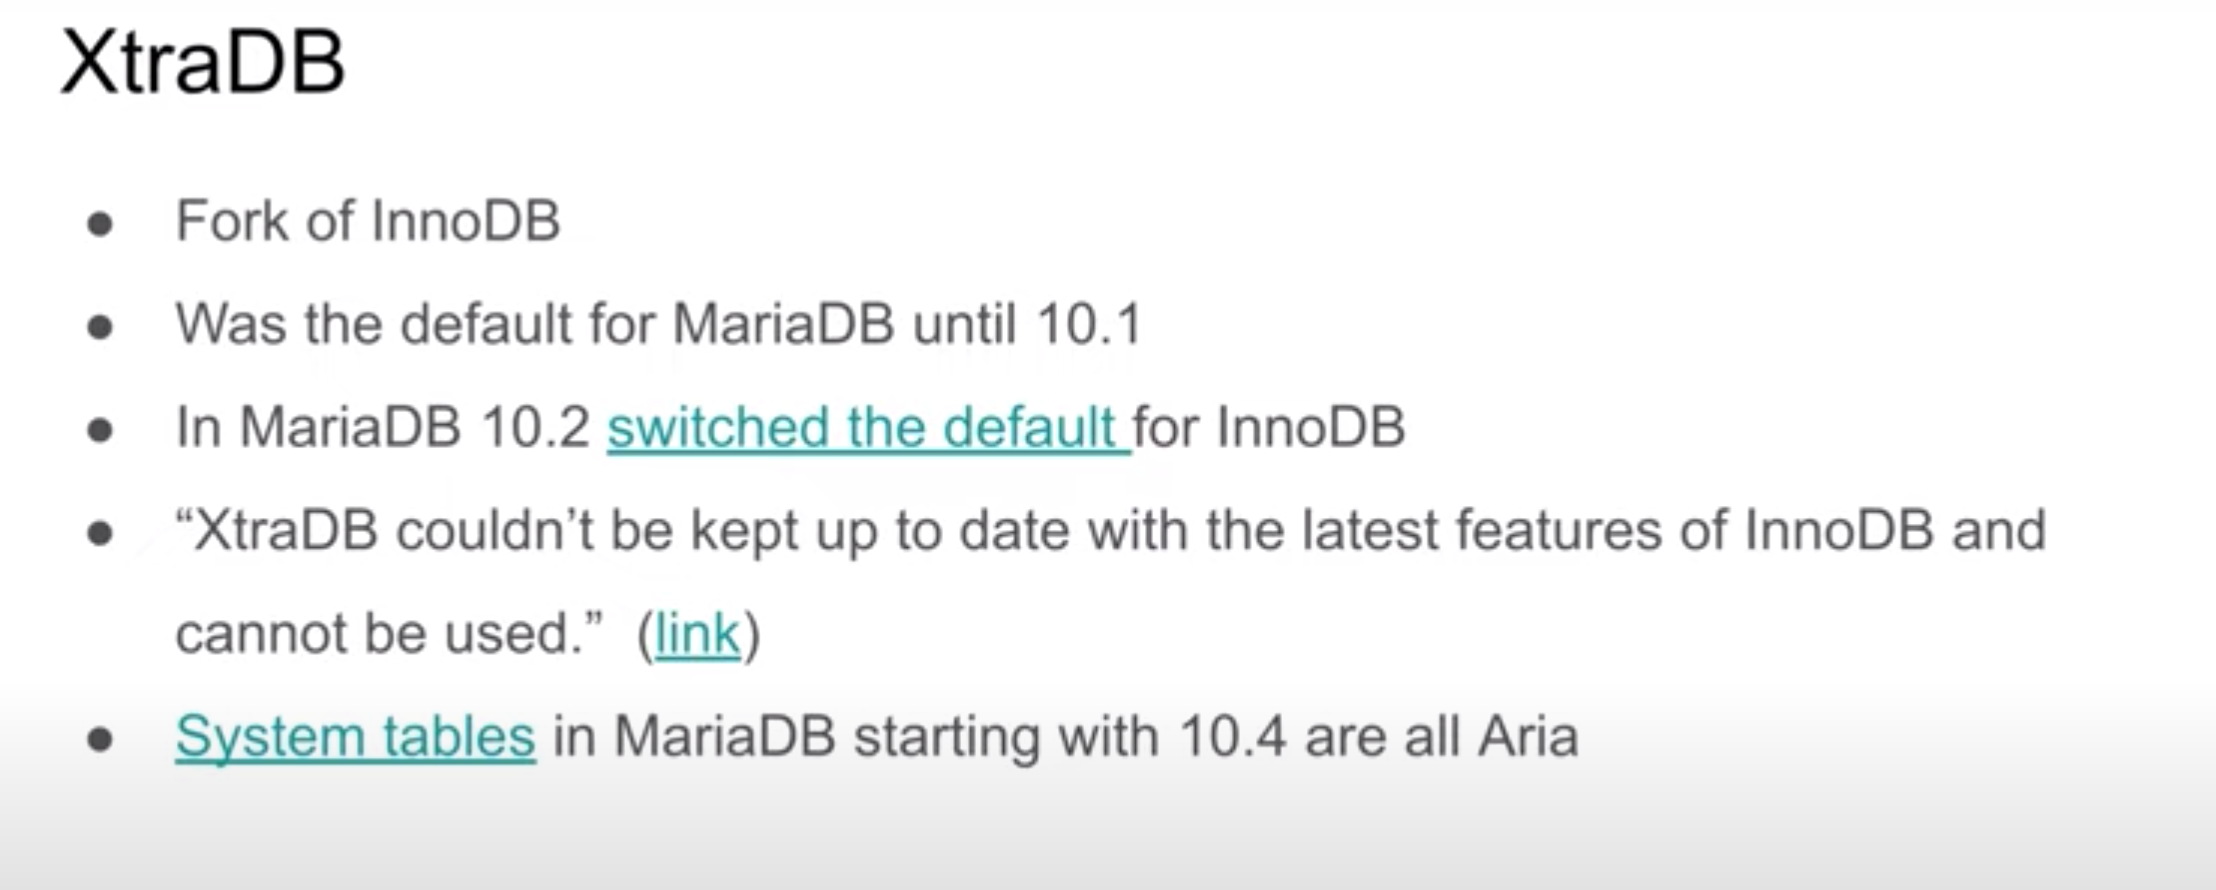 XtraDB
● Fork of InnoDB
● Was the default for MariaDB until 10.1
● In MariaDB 10.2 switched the default for InnoDB
● “XtraDB couldn’t be kept up to date with the latest features of InnoDB and
cannot be used.” (link)
● System tables in MariaDB starting with 10.4 are all Aria